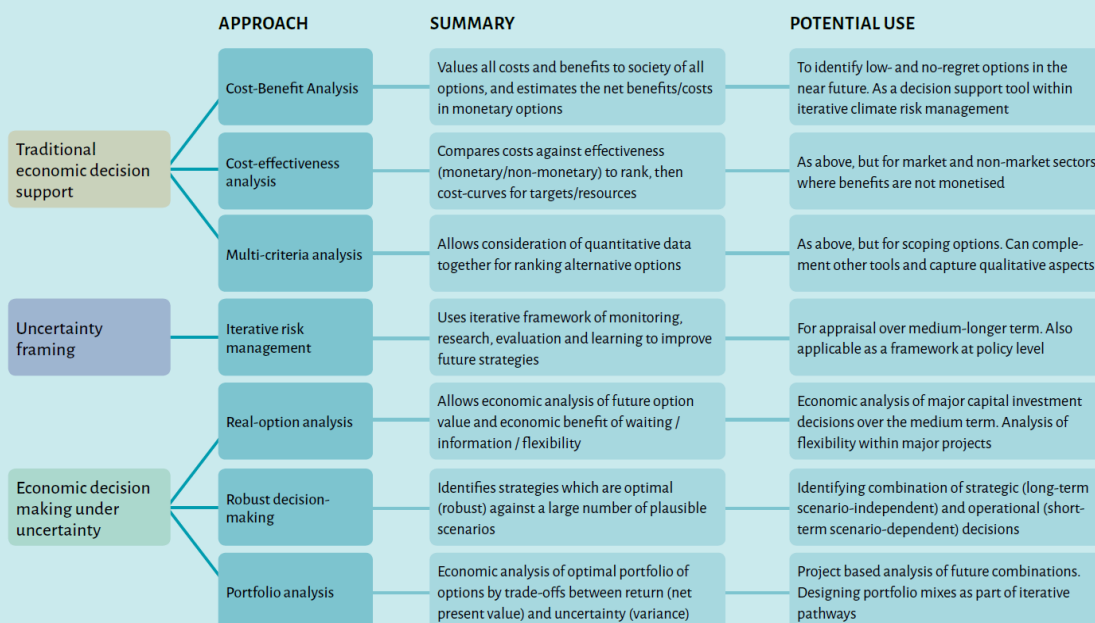 APPROACH
SUMMARY
POTENTIAL USE
Traditional
economic decision
support
Cost-Benefit Analysis
Values all costs and benefits to society of all
options, and estimates the net benefits/costs
in monetary options
To identify low- and no-regret options in the
near future. As a decision support tool within
iterative climate risk management
Cost-effectiveness
analysis
Compares costs against effectiveness
(monetary/non-monetary) to rank, then
cost-curves for targets/resources
As above, but for market and non-market sectors
where benefits are not monetised
Multi-criteria analysis
Allows consideration of quantitative data
together for ranking alternative options
As above, but for scoping options. Can comple-
ment other tools and capture qualitative aspects
Uncertainty
framing
Iterative risk
management
Uses iterative framework of monitoring,
research, evaluation and learning to improve
future strategies
For appraisal over medium-longer term. Also
applicable as a framework at policy level
Economic decision
making under
uncertainty
Real-option analysis
Allows economic analysis of future option
value and economic benefit of waiting /
information / flexibility
Economic analysis of major capital investment
decisions over the medium term. Analysis of
flexibility within major projects
Robust decision-
making
Identifies strategies which are optimal
(robust) against a large number of plausible
scenarios
Identifying combination of strategic (long-term
scenario-independent) and operational (short-
term scenario-dependent) decisions
Portfolio analysis
Economic analysis of optimal portfolio of
options by trade-offs between return (net
present value) and uncertainty (variance)
Project based analysis of future combinations.
Designing portfolio mixes as part of iterative
pathways